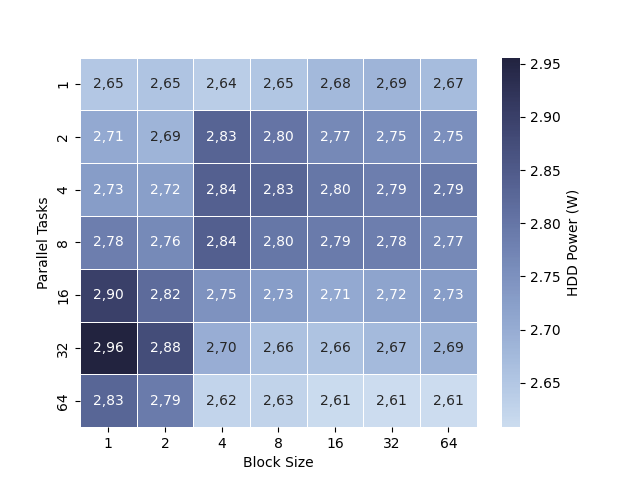 1 2,65 2,65 2,64 2,65 2,68 2,69 2,67
2 2,71 2,69 2,83 2,80 2,77 2,75 2,75
4 2,73 2,72 2,84 2,83 2,80 2,79 2,79
8 2,78 2,76 2,84 2,80 2,79 2,78 2,77
16 2,90 2,82 2,75 2,73 2,71 2,72 2,73
32 2,96 2,88 2,70 2,66 2,66 2,67 2,69
64 2,83 2,79 2,62 2,63 2,61 2,61 2,61
1 2 4 8 16 32 64
Block Size
Parallel Tasks
2.95
2.90
2.85
2.80
2.75
2.70
2.65
HDD Power (W)